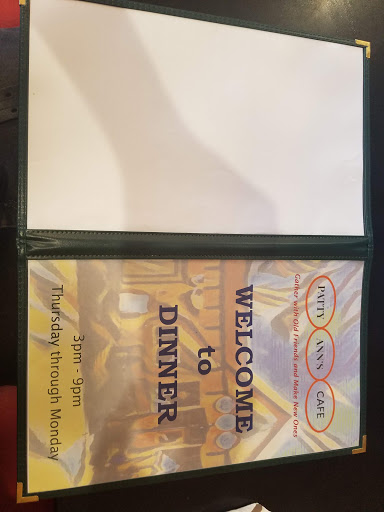 PATTY ANN'S CAFE
Gather with Old Friends and Make New Ones
WELCOME
to
DINNER
3pm - 9pm
Thursday through Monday